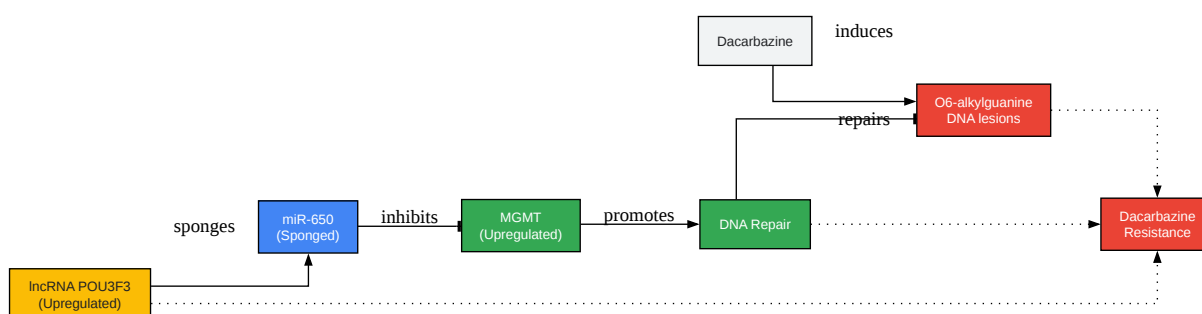 Dacarbazine
induces
O6-alkylguanine
DNA lesions
repairs
miR-650
(Sponged)
sponges
inhibits
MGMT
(Upregulated)
promotes
DNA Repair
Dacarbazine
Resistance
lncRNA POU3F3
(Upregulated)